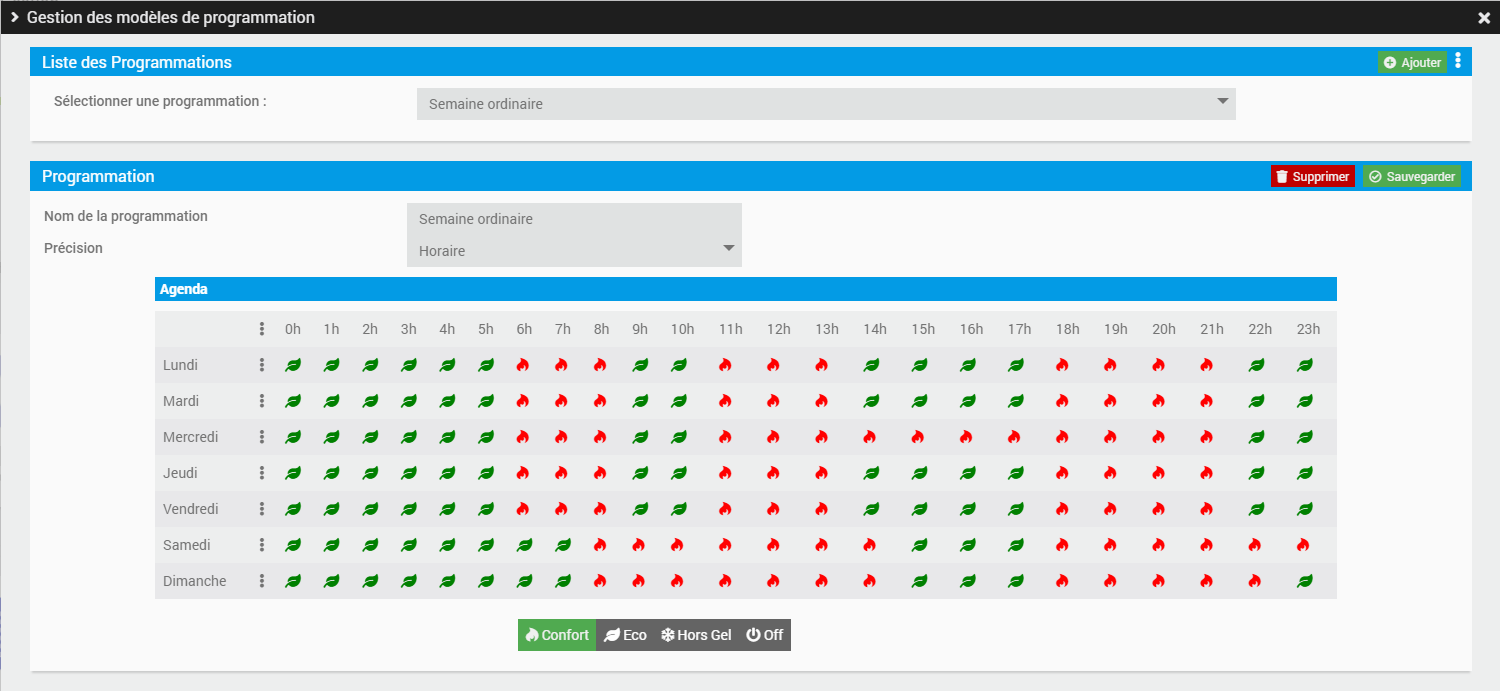 Gestion des modèles de programmation
Liste des Programmations
Ajouter
Sélectionner une programmation :
Semaine ordinaire
Programmation
Supprimer
Sauvegarder
Nom de la programmation
Semaine ordinaire
Précision
Horaire
Agenda
0h 1h 2h 3h 4h 5h 6h 7h 8h 9h 10h 11h 12h 13h 14h 15h 16h 17h 18h 19h 20h 21h 22h 23h
Lundi
Mardi
Mercredi
Jeudi
Vendredi
Samedi
Dimanche
Confort Eco Hors Gel Off